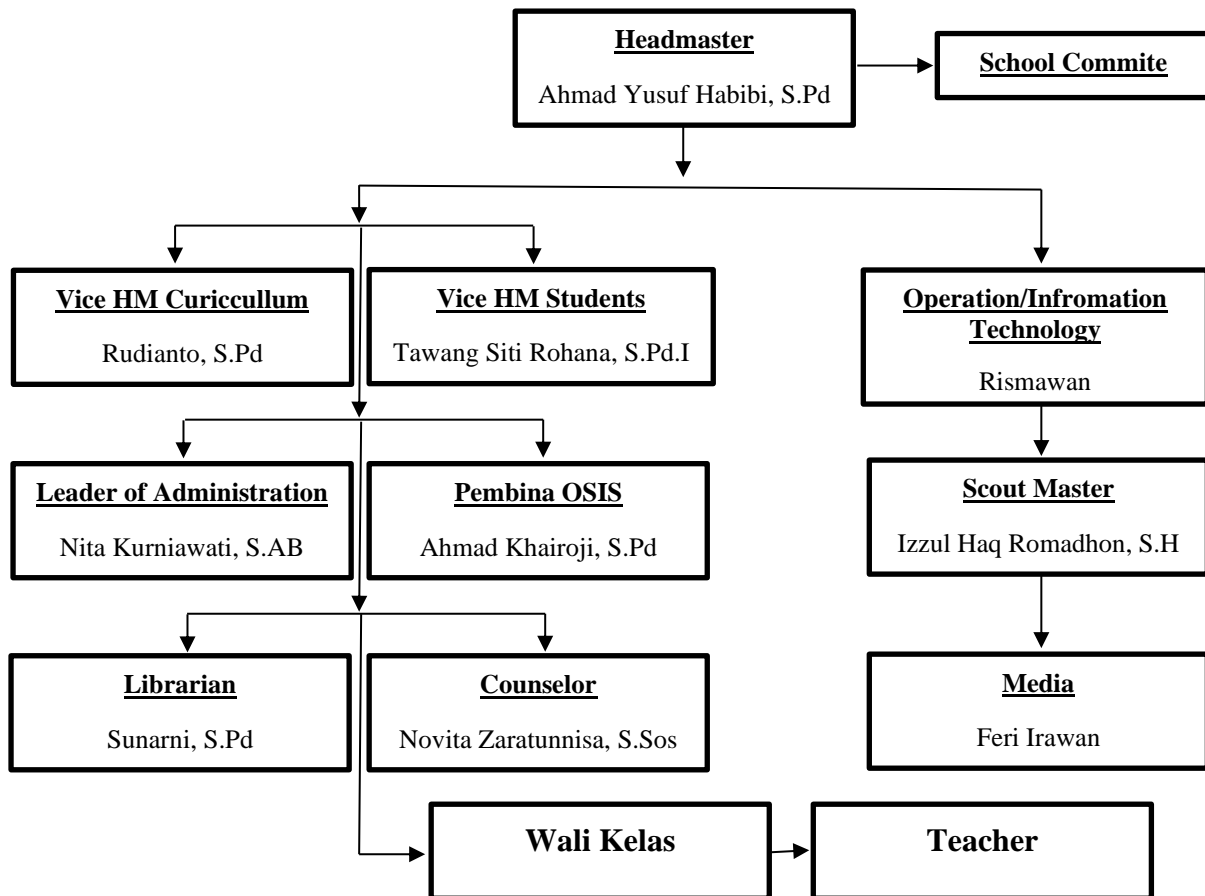 Headmaster
Ahmad Yusuf Habibi, S.Pd
School Commite
Vice HM Curiccullum
Rudianto, S.Pd
Vice HM Students
Tawang Siti Rohana, S.Pd.I
Operation/Infromation
Technology
Rismawan
Leader of Administration
Nita Kurniawati, S.AB
Pembina OSIS
Ahmad Khairoji, S.Pd
Scout Master
Izzul Haq Romadhon, S.H
Librarian
Sunarni, S.Pd
Counselor
Novita Zaratunnisa, S.Sos
Media
Feri Irawan
Wali Kelas
Teacher